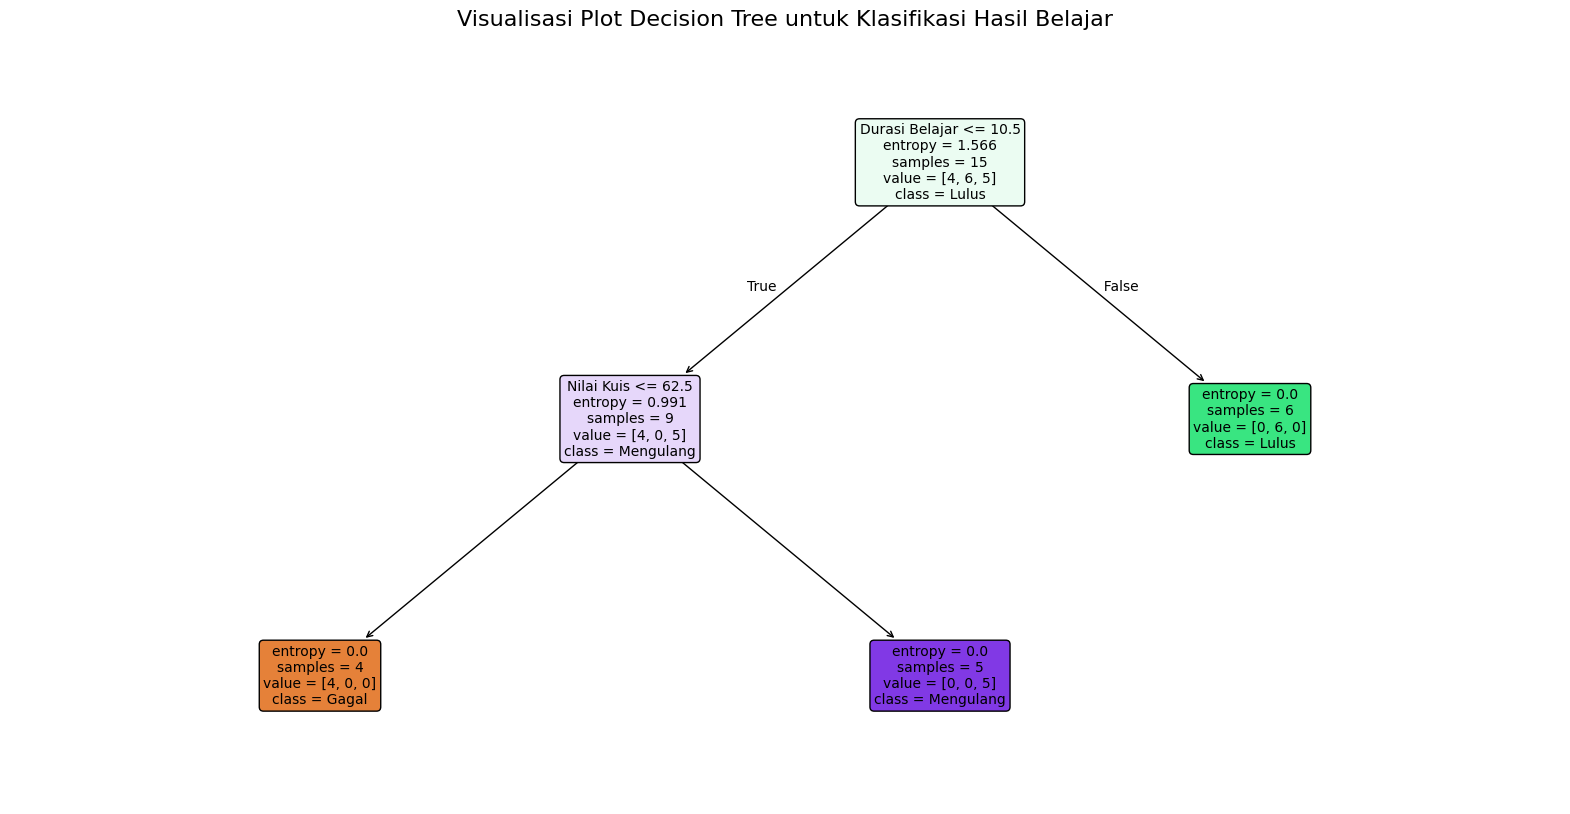 Visualisasi Plot Decision Tree untuk Klasifikasi Hasil Belajar
Durasi Belajar <= 10.5
entropy = 1.566
samples = 15
value = [4, 6, 5]
class = Lulus
True
False
Nilai Kuis <= 62.5
entropy = 0.991
samples = 9
value = [4, 0, 5]
class = Mengulang
entropy = 0.0
samples = 6
value = [0, 6, 0]
class = Lulus
entropy = 0.0
samples = 4
value = [4, 0, 0]
class = Gagal
entropy = 0.0
samples = 5
value = [0, 0, 5]
class = Mengulang